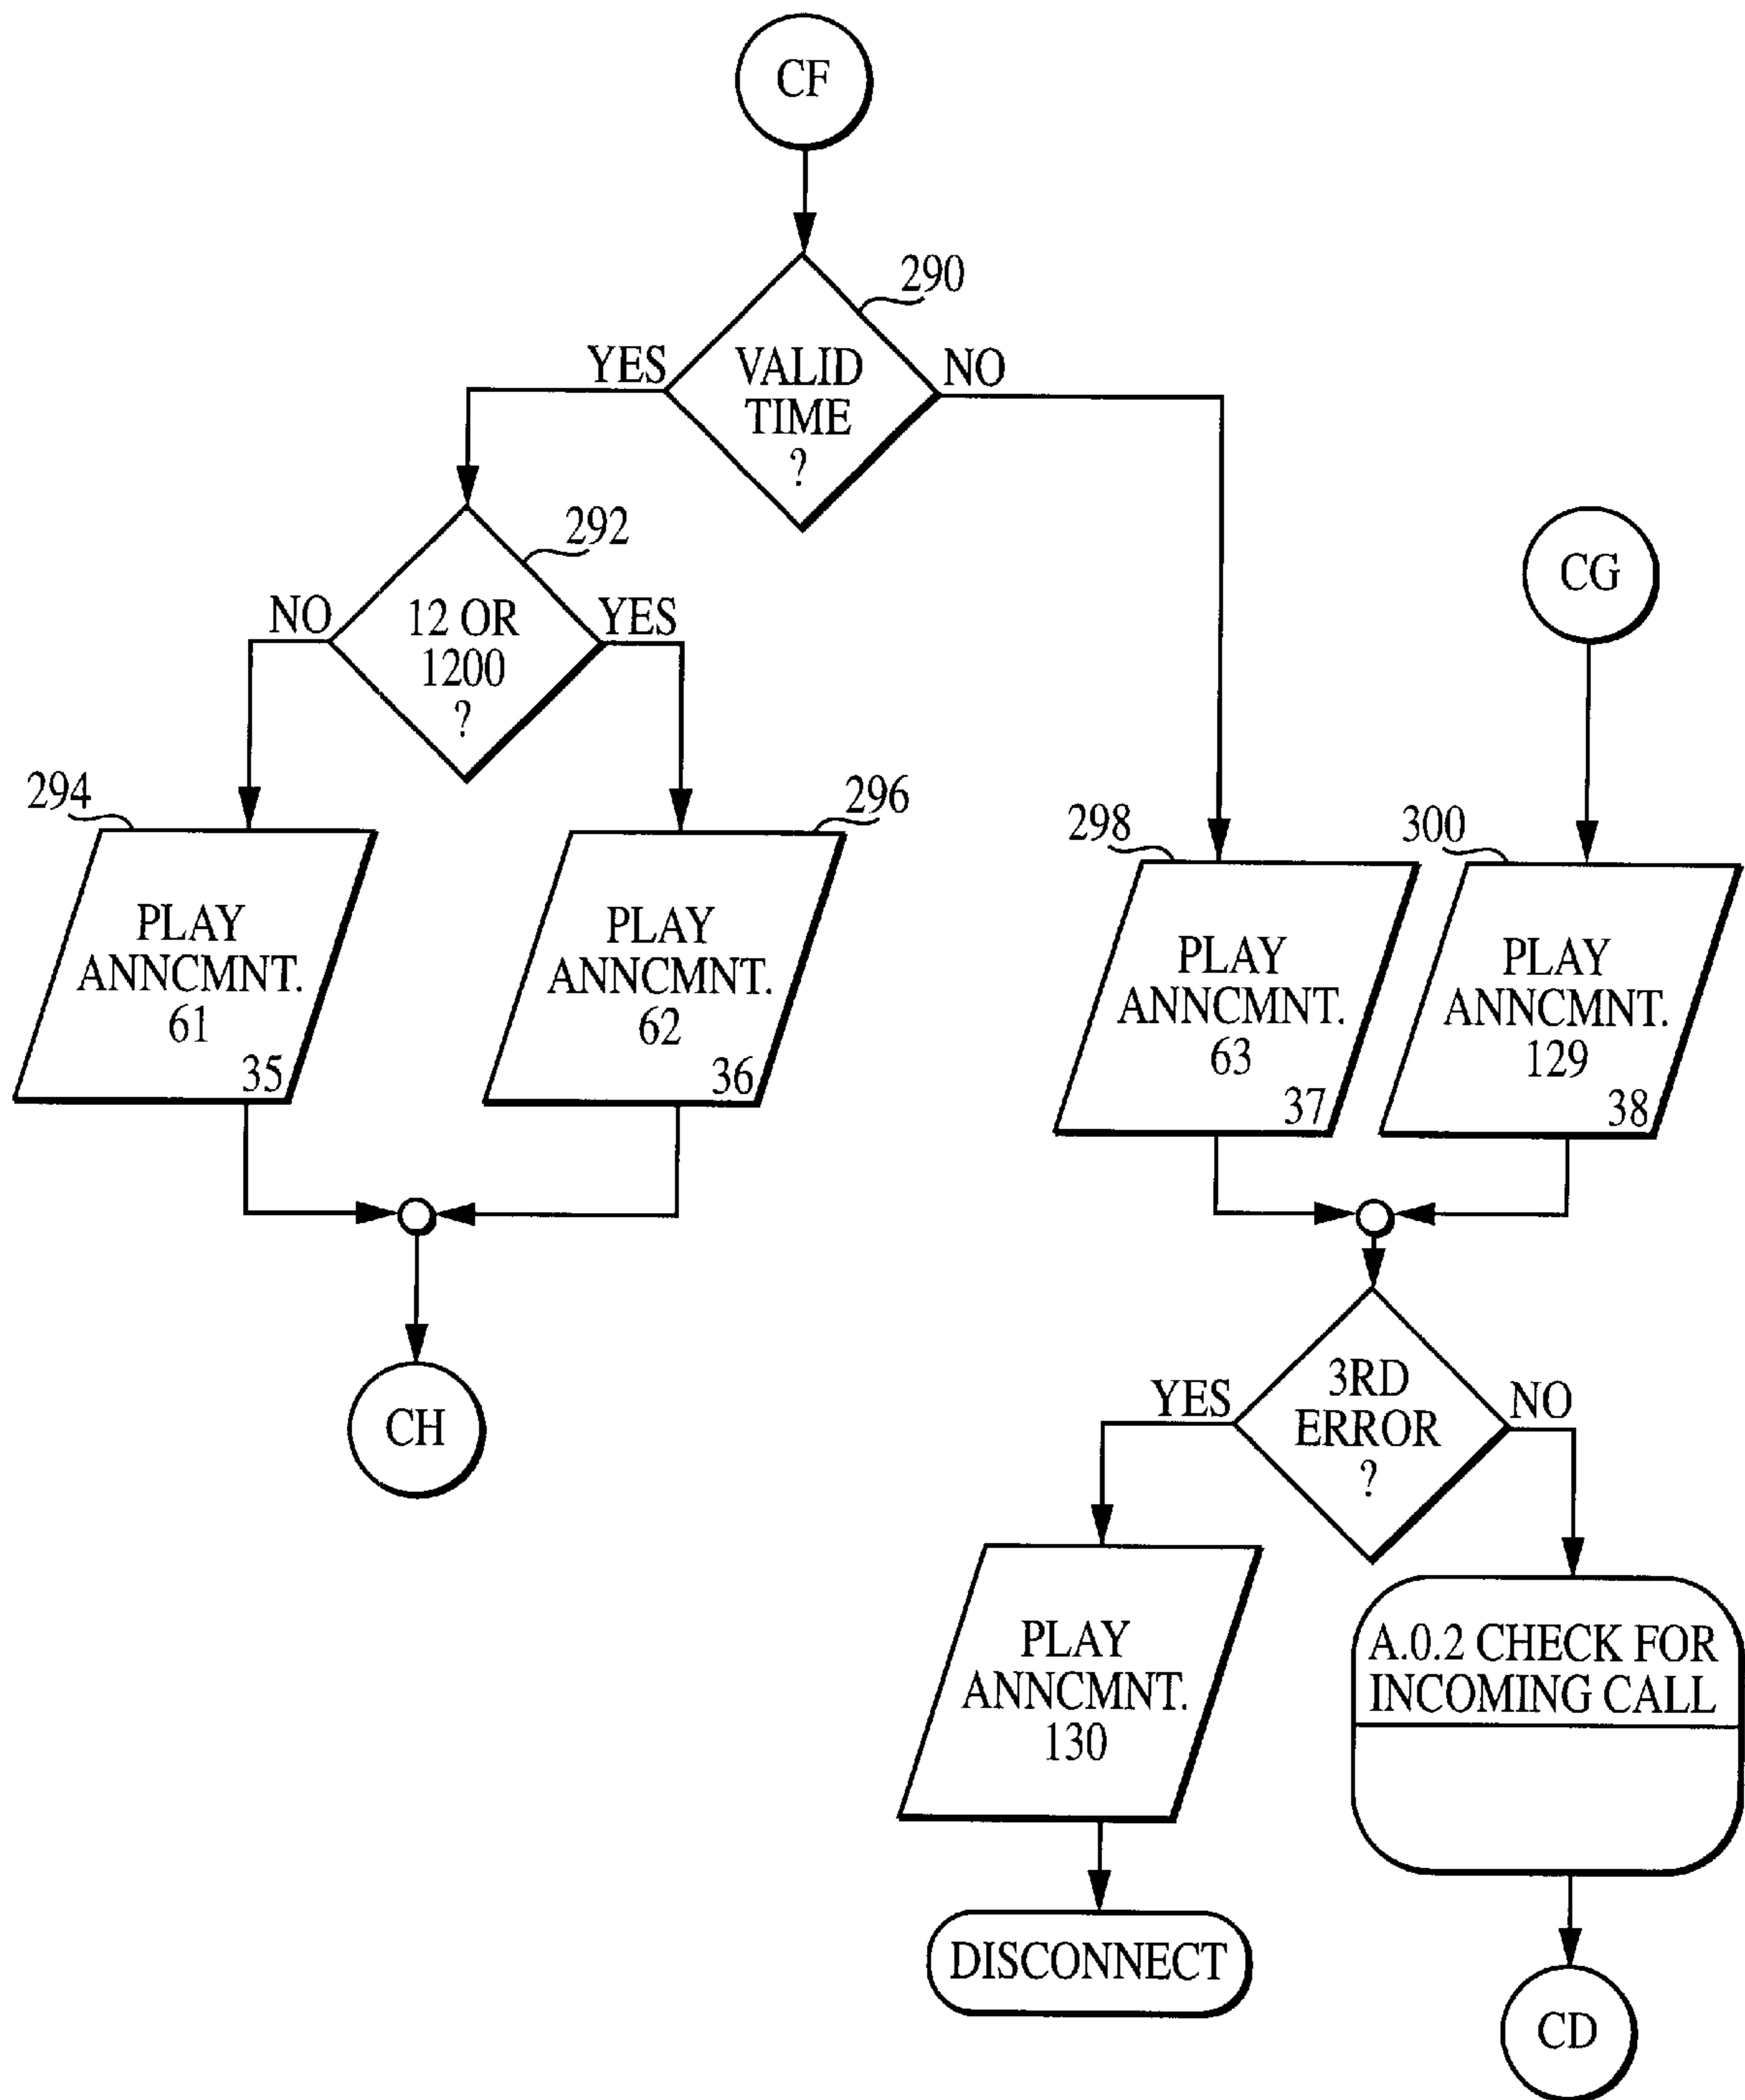 CF
290
YES
VALID
TIME
?
NO
292
NO
12 OR
1200
?
YES
CG
294
PLAY
ANNCMNT.
61
35
296
PLAY
ANNCMNT.
62
36
298
PLAY
ANNCMNT.
63
37
300
PLAY
ANNCMNT.
129
38
CH
YES
3RD
ERROR
?
NO
PLAY
ANNCMNT.
130
A.0.2 CHECK FOR
INCOMING CALL
DISCONNECT
CD